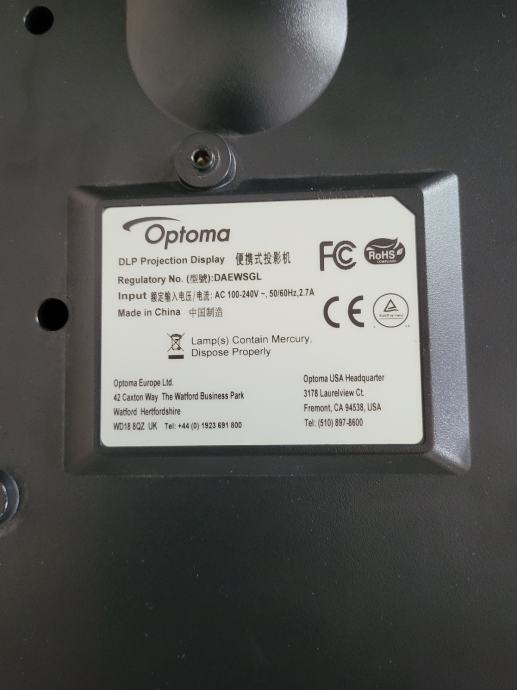 Optoma
DLP Projection Display 便携式投影机
Regulatory No. (型號):DAEWSGL
Input 额定输入电压/电流: AC 100-240V ~, 50/60Hz,2.7A
Made in China 中国制造
FC
RoHS
CE
Lamp(s) Contain Mercury,
Dispose Properly
Optoma Europe Ltd.
42 Caxton Way The Watford Business Park
Watford Hertfordshire
WD18 8QZ UK Tel: +44 (0) 1923 691 800
Optoma USA Headquarter
3178 Laurelview Ct.
Fremont, CA 94538, USA
Tel: (510) 897-8600